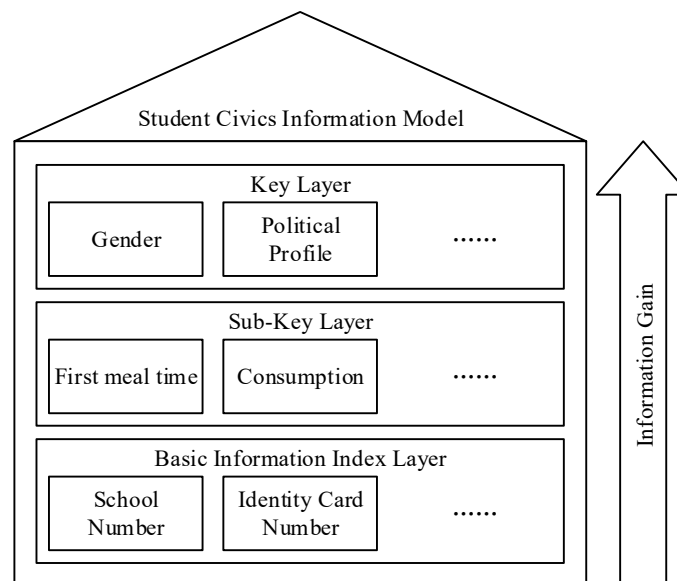 Student Civics Information Model
Key Layer
Gender
Political
Profile
······
Sub-Key Layer
First meal time
Consumption
······
Basic Information Index Layer
School
Number
Identity Card
Number
······
Information Gain